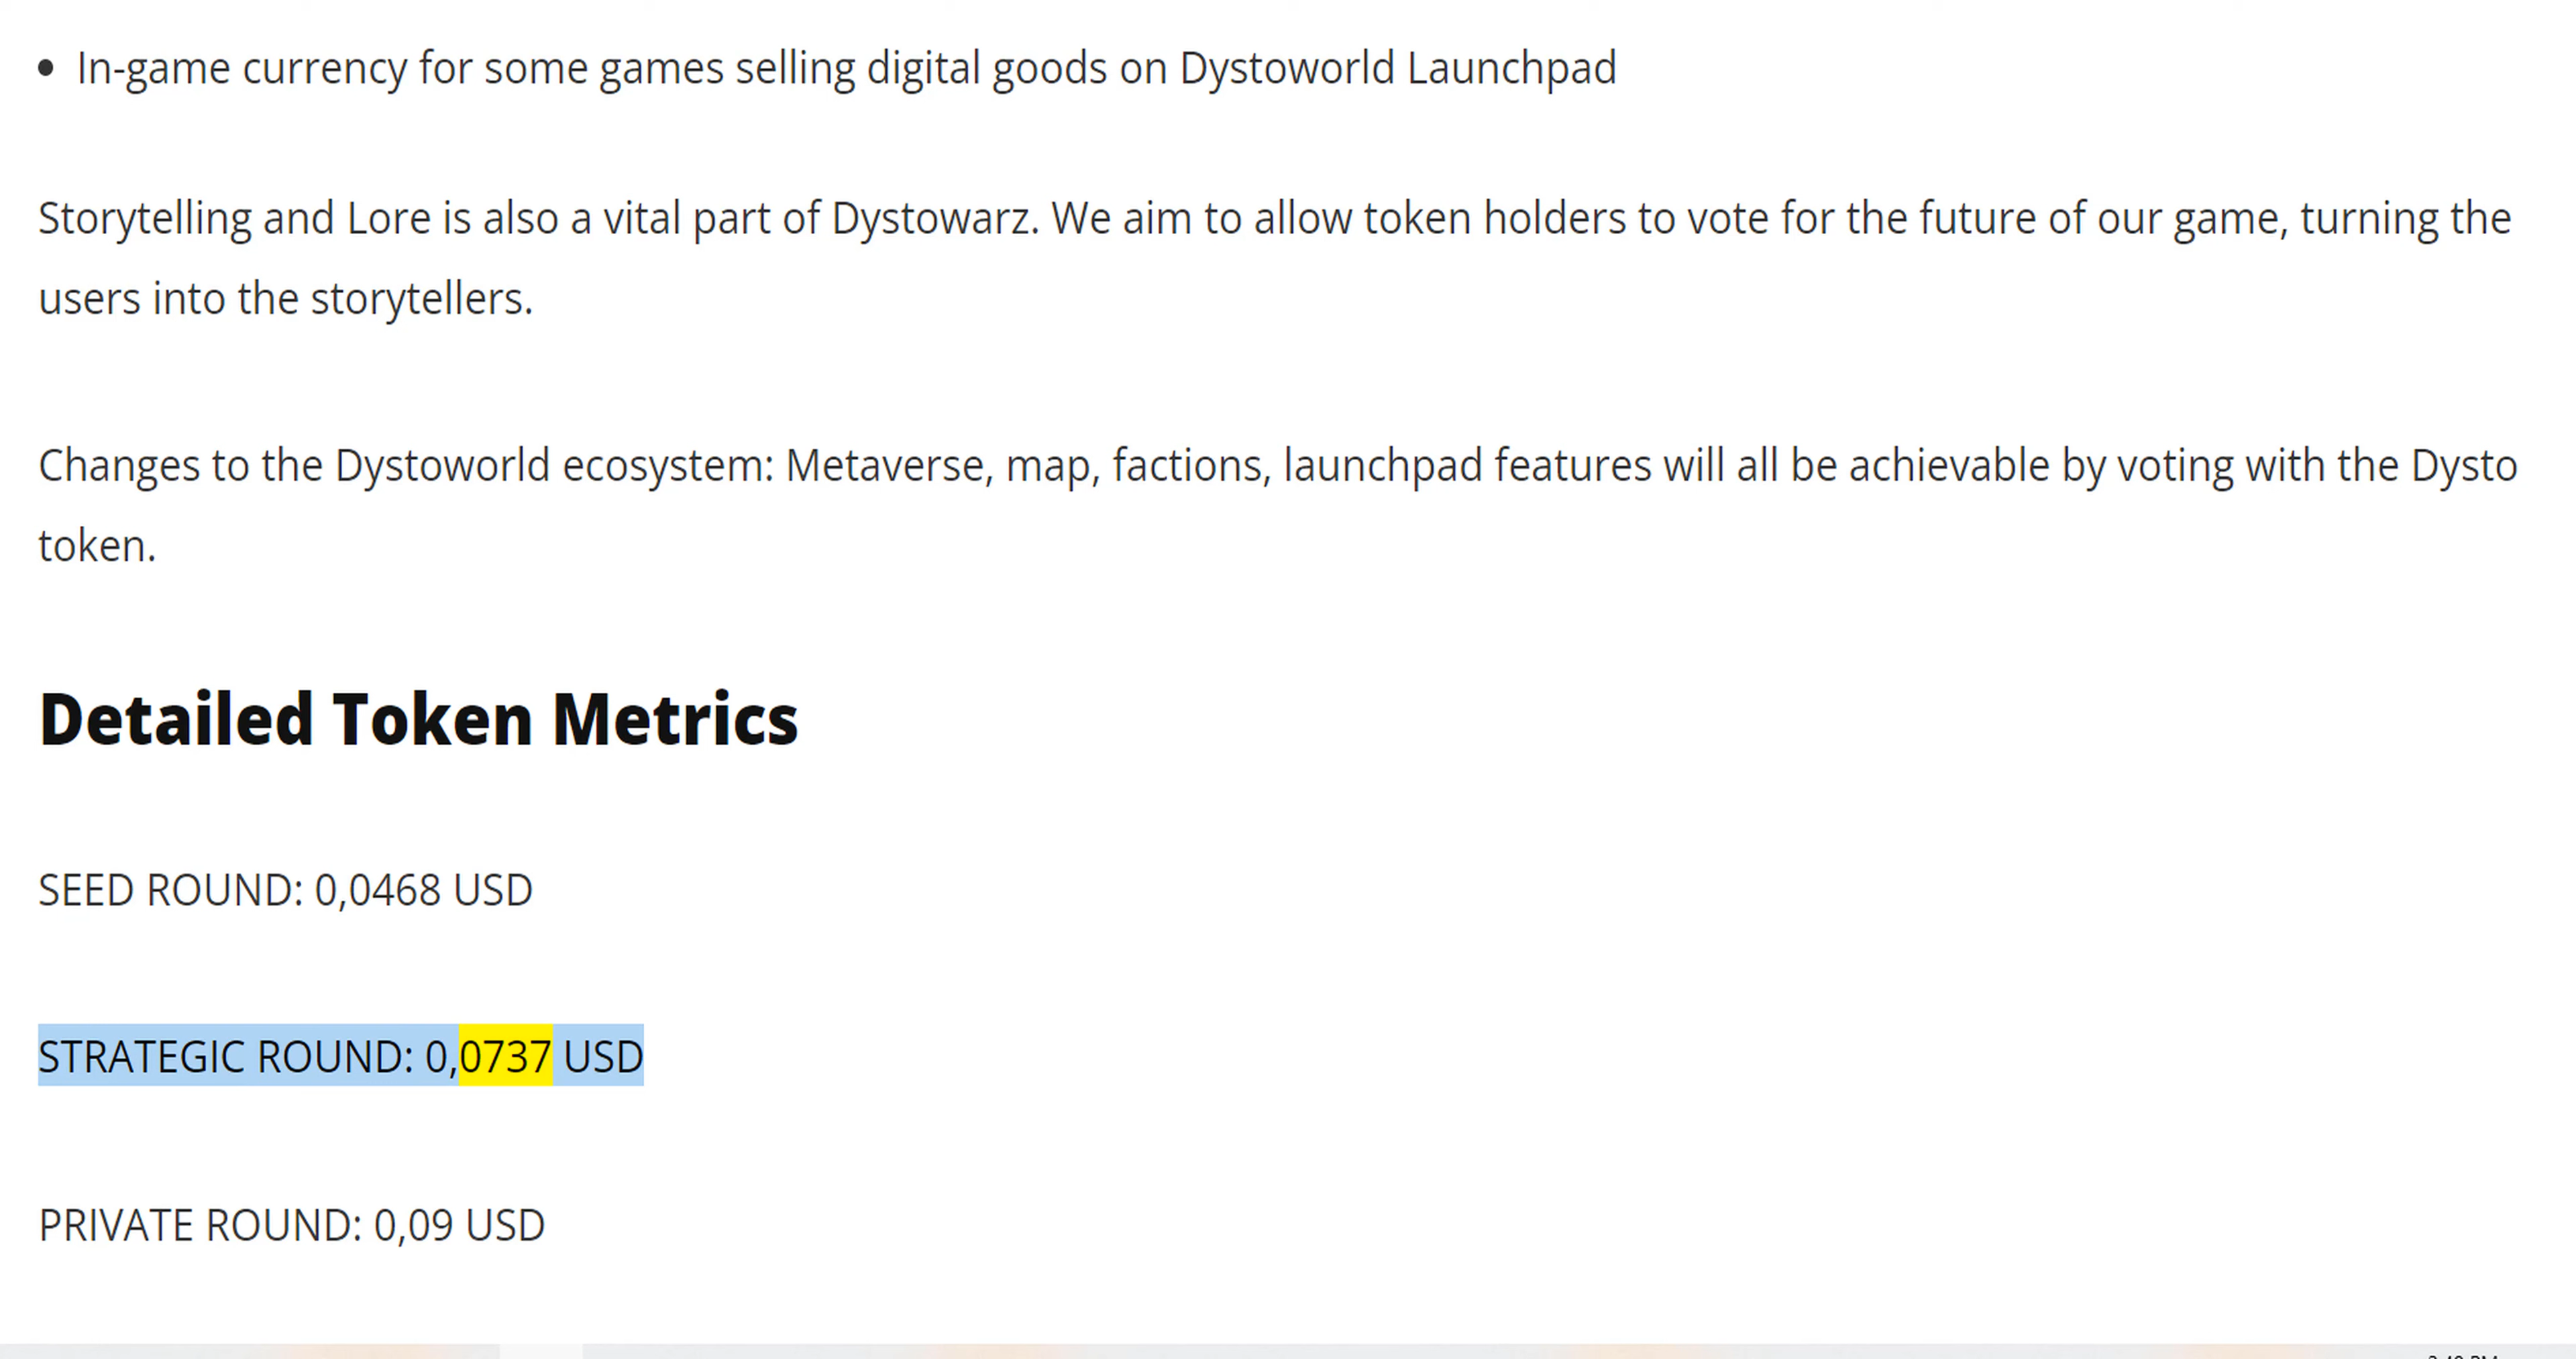 • In-game currency for some games selling digital goods on Dystoworld Launchpad
Storytelling and Lore is also a vital part of Dystowarz. We aim to allow token holders to vote for the future of our game, turning the
users into the storytellers.
Changes to the Dystoworld ecosystem: Metaverse, map, factions, launchpad features will all be achievable by voting with the Dysto
token.
Detailed Token Metrics
SEED ROUND: 0,0468 USD
STRATEGIC ROUND: 0,0737 USD
PRIVATE ROUND: 0,09 USD